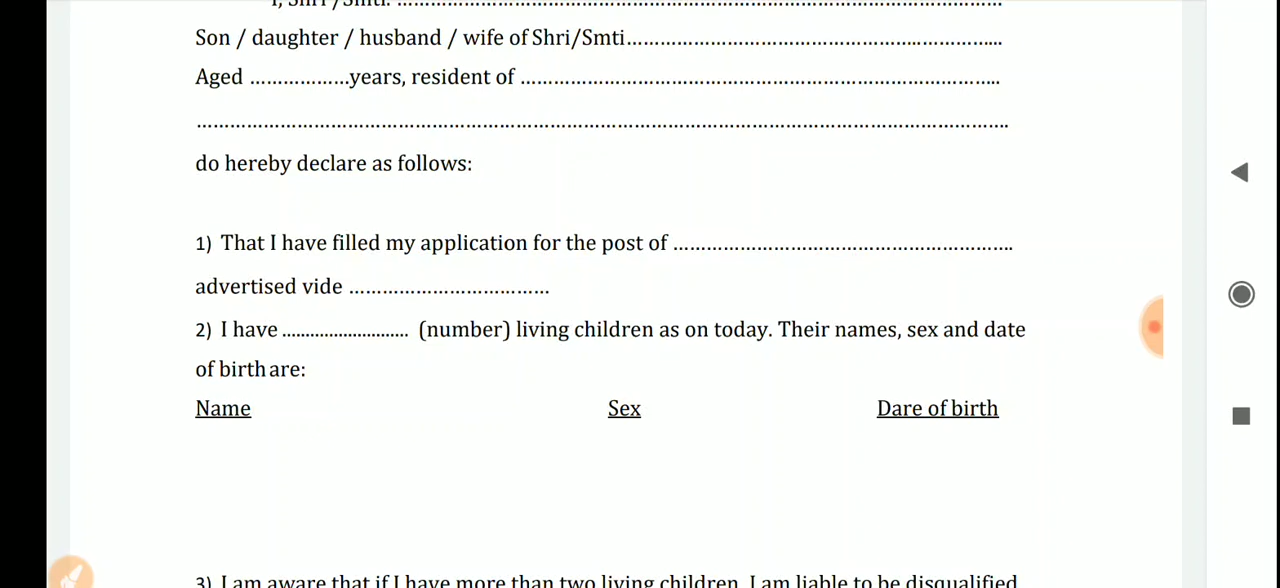 I, Shri/Smti. ……………………………………………………………………………………
Son / daughter / husband / wife of Shri/Smti……………………………………………..……………...
Aged ………………years, resident of …………………………………………………………………………..
………………………………………………………………………………………………………………………….
do hereby declare as follows:
1) That I have filled my application for the post of …………………………………………………..
advertised vide ………………………………
2) I have ........................... (number) living children as on today. Their names, sex and date
of birth are:
Name Sex Dare of birth
3) I am aware that if I have more than two living children, I am liable to be disqualified